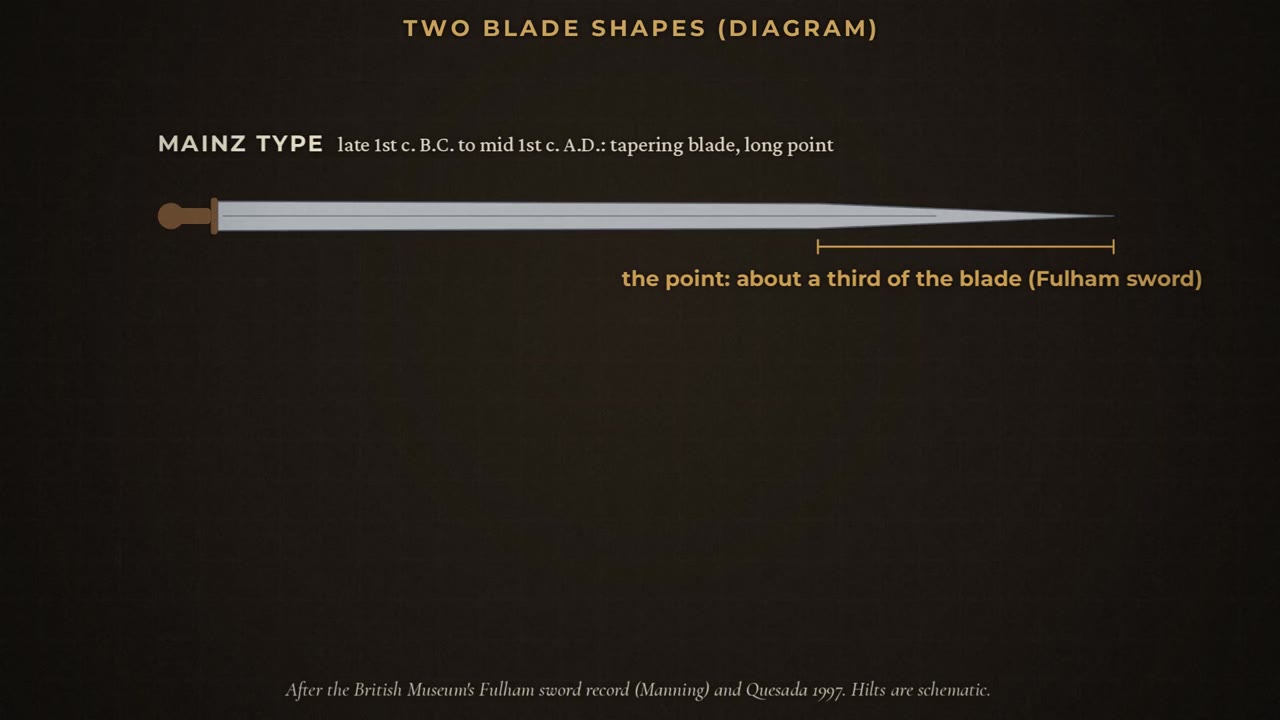 TWO BLADE SHAPES (DIAGRAM)
MAINZ TYPE late 1st c. B.C. to mid 1st c. A.D.: tapering blade, long point
the point: about a third of the blade (Fulham sword)
After the British Museum's Fulham sword record (Manning) and Quesada 1997. Hilts are schematic.